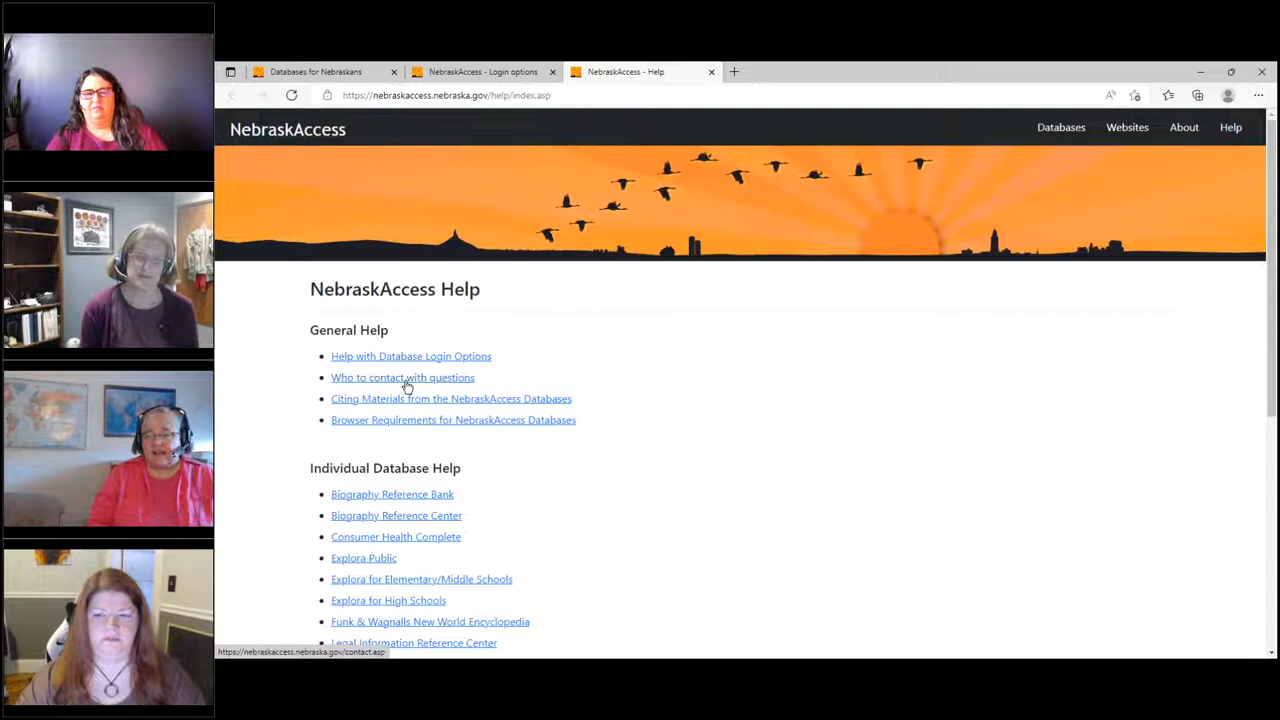 Databases for Nebraskans
NebraskAccess - Login options
NebraskAccess - Help
https://nebraskaccess.nebraska.gov/help/index.asp
NebraskAccess
Databases
Websites
About
Help
NebraskAccess Help
General Help
Help with Database Login Options
Who to contact with questions
Citing Materials from the NebraskAccess Databases
Browser Requirements for NebraskAccess Databases
Individual Database Help
Biography Reference Bank
Biography Reference Center
Consumer Health Complete
Explora Public
Explora for Elementary/Middle Schools
Explora for High Schools
Funk & Wagnalls New World Encyclopedia
Legal Information Reference Center
https://nebraskaccess.nebraska.gov/contact.asp